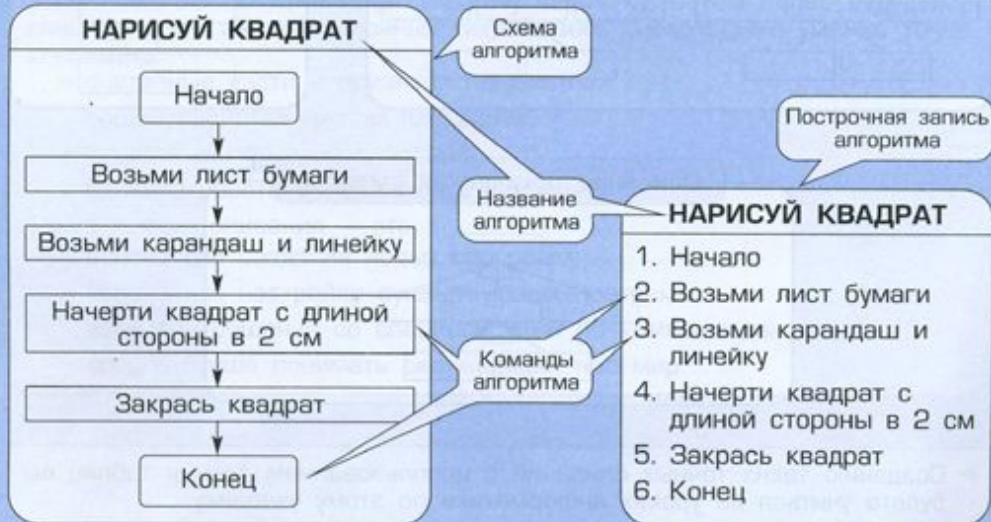 НАРИСУЙ КВАДРАТ
Начало
Возьми лист бумаги
Возьми карандаш и линейку
Начерти квадрат с длиной
стороны в 2 см
Закрась квадрат
Конец
Схема
алгоритма
Название
алгоритма
Команды
алгоритма
Построчная запись
алгоритма
НАРИСУЙ КВАДРАТ
1. Начало
2. Возьми лист бумаги
3. Возьми карандаш и
линейку
4. Начерти квадрат с
длиной стороны в 2 см
5. Закрась квадрат
6. Конец